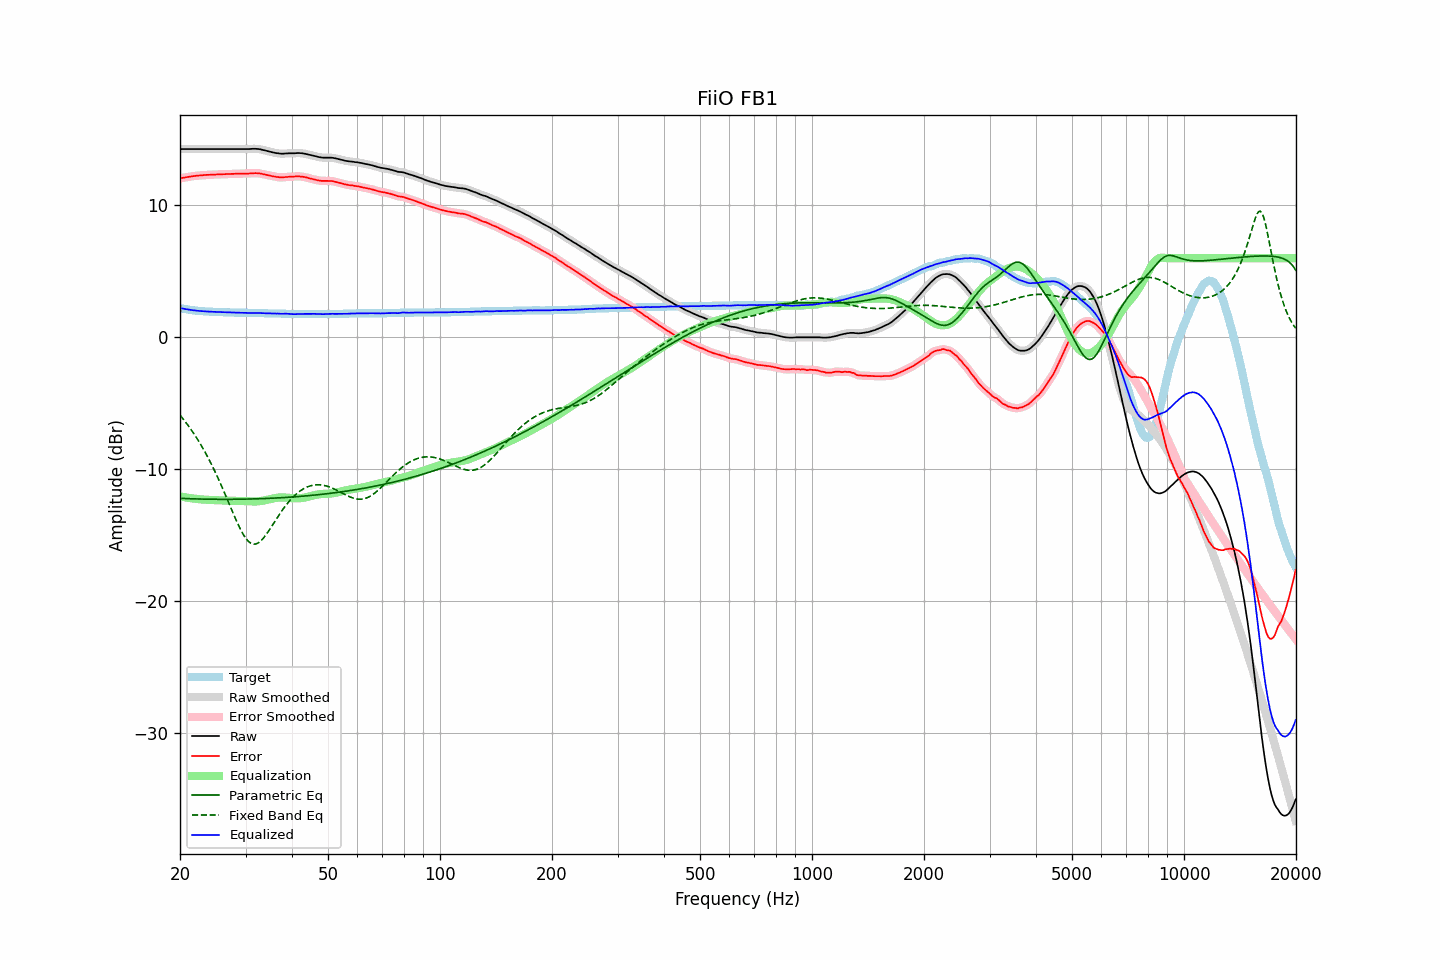 FiiO FB1
Amplitude (dBr)
10
0
−10
−20
−30
Target
Raw Smoothed
Error Smoothed
Raw
Error
Equalization
Parametric Eq
Fixed Band Eq
Equalized
20 50 100 200 500 1000 2000 5000 10000 20000
Frequency (Hz)